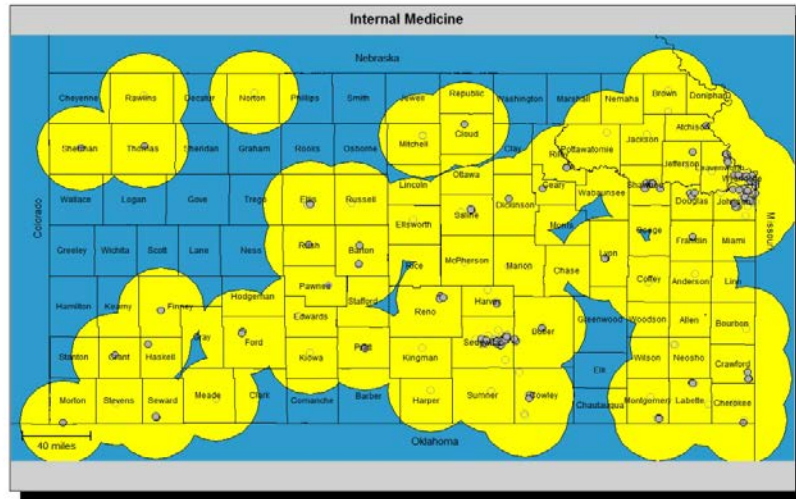 Internal Medicine
Nebraska
Cheyenne Rawlins Decatur Norton Phillips Smith Jewell Republic Washington Marshall Nemaha Brown Doniphan
Sherman Thomas Sheridan Graham Rooks Osborne Mitchell Cloud Clay Riley Pottawatomie Jackson Atchison
Jefferson Leavenworth
Wallace Logan Gove Trego Ellis Russell Lincoln Ottawa Dickinson Geary Wabaunsee Douglas Johnson
Colorado
Missouri
Ellsworth Saline Osage Franklin Miami
Greeley Wichita Scott Lane Ness Rush Barton Rice McPherson Marion Morris Chase Lyon Coffey Anderson Linn
Hamilton Kearny Finney Hodgeman Pawnee Stafford Reno Harvey Greenwood Woodson Allen Bourbon
Stanton Grant Haskell Gray Ford Edwards Kiowa Pratt Kingman Butler Elk Wilson Neosho Crawford
Morton Stevens Seward Meade Clark Comanche Barber Harper Sumner Cowley Chautauqua Montgomery Labette Cherokee
40 miles
Oklahoma